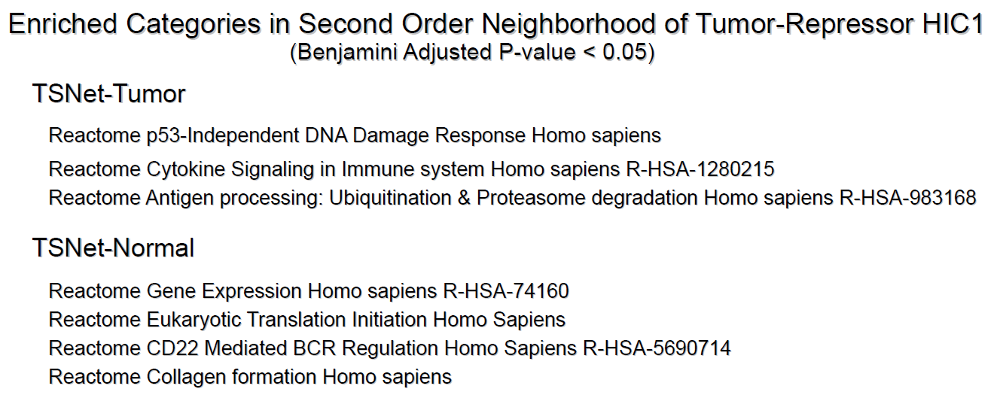 Enriched Categories in Second Order Neighborhood of Tumor-Repressor HIC1
(Benjamini Adjusted P-value < 0.05)
TSNet-Tumor
Reactome p53-Independent DNA Damage Response Homo sapiens
Reactome Cytokine Signaling in Immune system Homo sapiens R-HSA-1280215
Reactome Antigen processing: Ubiquitination & Proteasome degradation Homo sapiens R-HSA-983168
TSNet-Normal
Reactome Gene Expression Homo sapiens R-HSA-74160
Reactome Eukaryotic Translation Initiation Homo Sapiens
Reactome CD22 Mediated BCR Regulation Homo Sapiens R-HSA-5690714
Reactome Collagen formation Homo sapiens